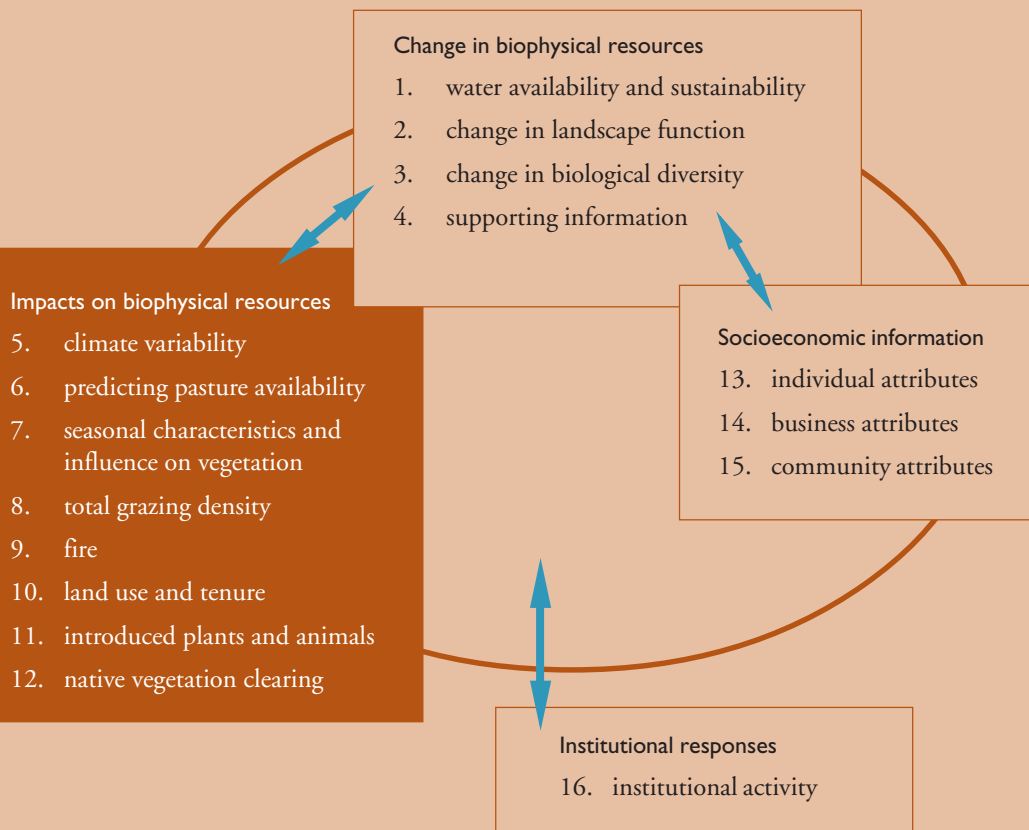 Change in biophysical resources
1. water availability and sustainability
2. change in landscape function
3. change in biological diversity
4. supporting information
Impacts on biophysical resources
5. climate variability
6. predicting pasture availability
7. seasonal characteristics and
influence on vegetation
8. total grazing density
9. fire
10. land use and tenure
11. introduced plants and animals
12. native vegetation clearing
Socioeconomic information
13. individual attributes
14. business attributes
15. community attributes
Institutional responses
16. institutional activity